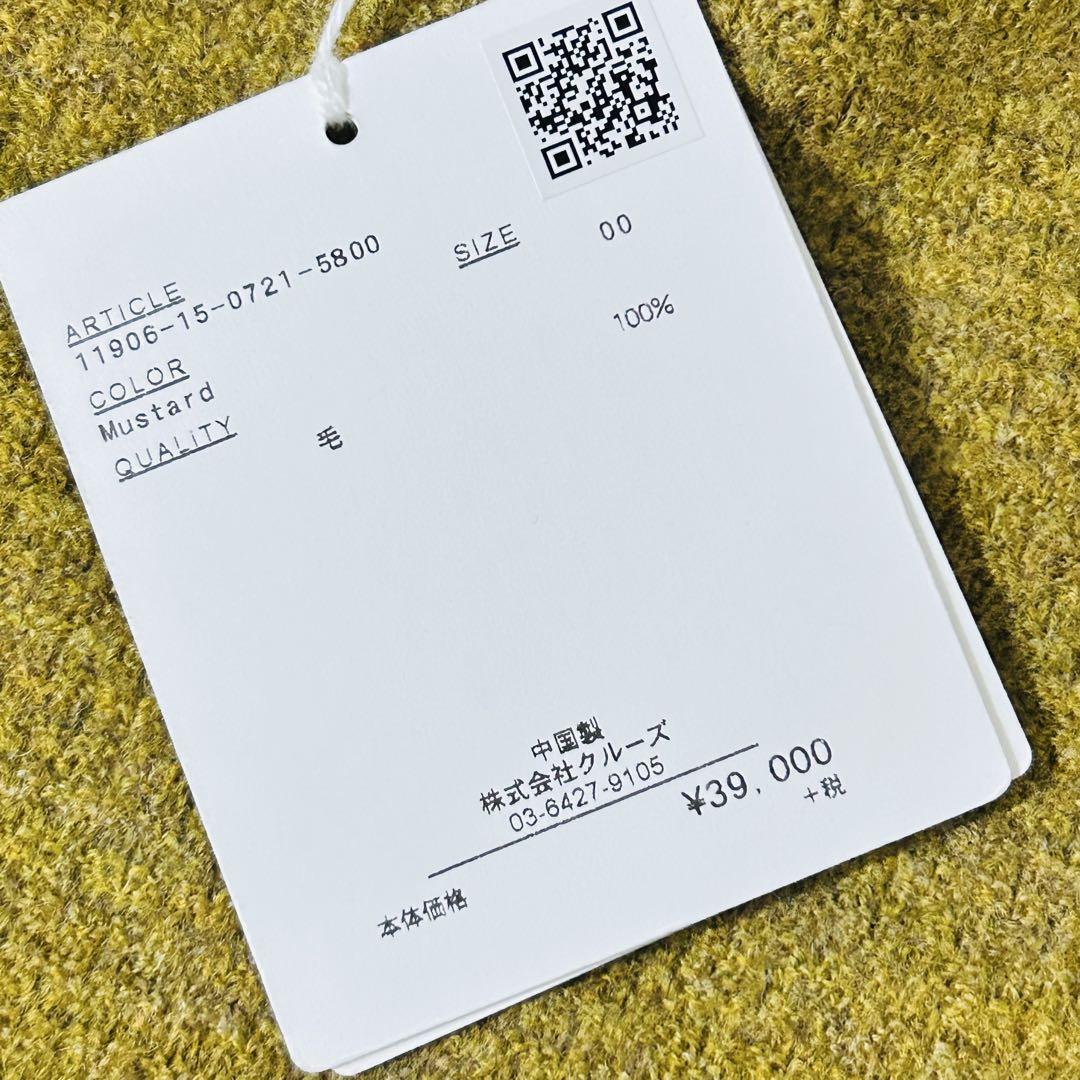 ARTICLE
11906-15-0721-5800
SIZE 00
COLOR
Mustard
QUALITY
毛 100%
中国製
株式会社クルーズ
03-6427-9105
本体価格 ¥39,000
+税